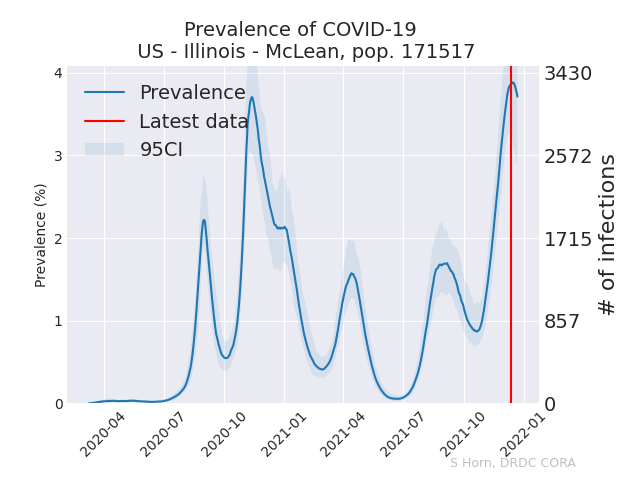 Prevalence of COVID-19
US - Illinois - McLean, pop. 171517
Prevalence
Latest data
95CI
Prevalence (%)
4
3
2
1
0
3430
2572
1715
857
0
# of infections
2020-04
2020-07
2020-10
2021-01
2021-04
2021-07
2021-10
2022-01
S Horn, DRDC CORA